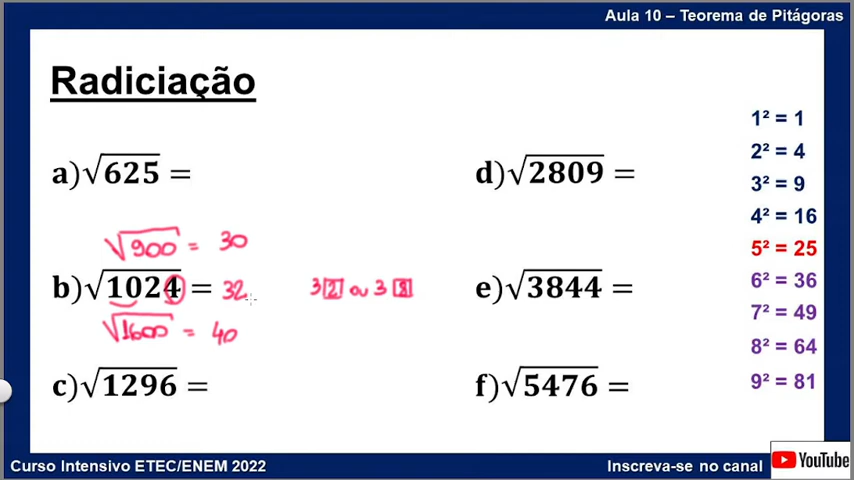 Aula 10 – Teorema de Pitágoras
Radiciação
a)√625 =
√900 = 30
b)√1024 = 32
3 2 ou 3 8
√1600 = 40
c)√1296 =
d)√2809 =
e)√3844 =
f)√5476 =
1² = 1
2² = 4
3² = 9
4² = 16
5² = 25
6² = 36
7² = 49
8² = 64
9² = 81
Curso Intensivo ETEC/ENEM 2022
Inscreva-se no canal
YouTube